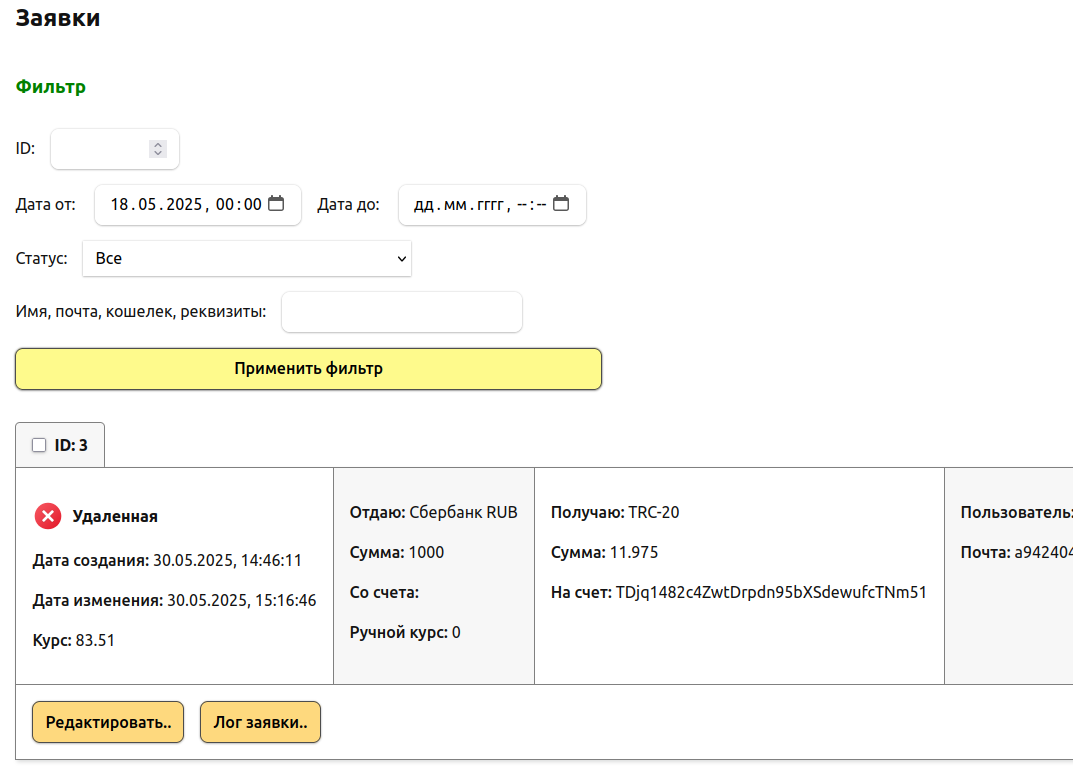 Заявки
Фильтр
ID:
Дата от: 18.05.2025, 00:00 Дата до: дд.мм.гггг, --:--
Статус: Все
Имя, почта, кошелек, реквизиты:
Применить фильтр
ID: 3
Удаленная
Дата создания: 30.05.2025, 14:46:11
Дата изменения: 30.05.2025, 15:16:46
Курс: 83.51
Отдаю: Сбербанк RUB
Сумма: 1000
Со счета:
Ручной курс: 0
Получаю: TRC-20
Сумма: 11.975
На счет: TDjq1482c4ZwtDrpdn95bXSdewufcTNm51
Пользователь:
Почта: a942404
Редактировать.. Лог заявки..